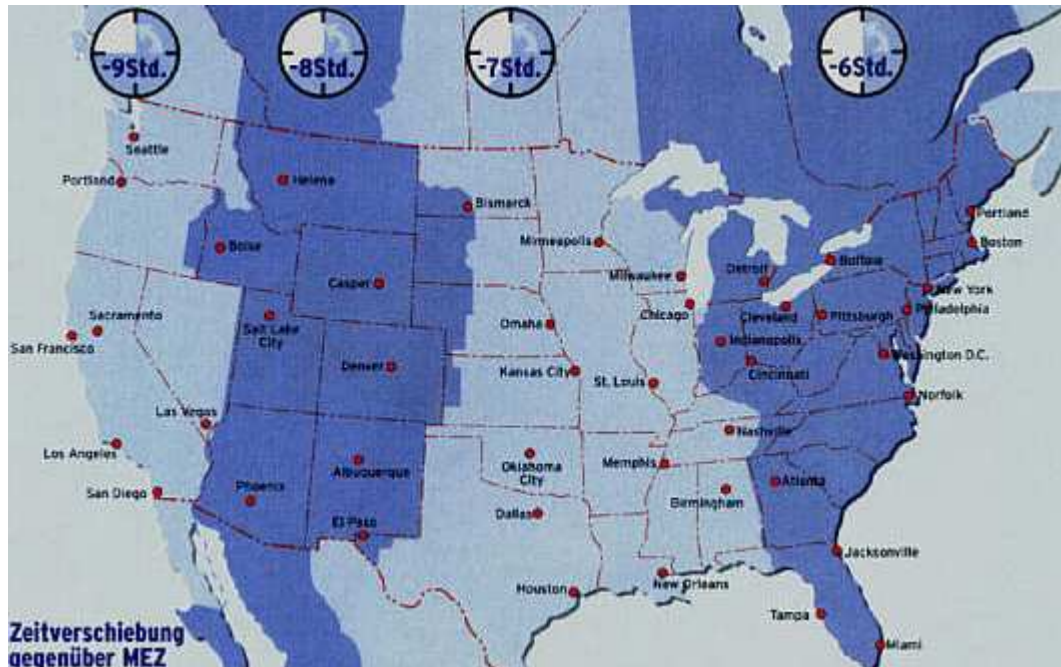 -9Std.
-8Std.
-7Std.
-6Std.
Seattle
Portland
Helena
Bismarck
Boise
Minneapolis
Portland
Boston
Buffalo
Detroit
Milwaukee
Casper
New York
Chicago
Cleveland
Pittsburgh
Philadelphia
Sacramento
Salt Lake
City
Omaha
San Francisco
Indianapolis
Washington D.C.
Denver
Kansas City
Cincinnati
St. Louis
Norfolk
Las Vegas
Nashville
Los Angeles
Albuquerque
Oklahoma
City
Memphis
San Diego
Phoenix
Atlanta
Birmingham
Dallas
El Paso
Jacksonville
Houston
New Orleans
Tampa
Miami
Zeitverschiebung
gegenüber MEZ